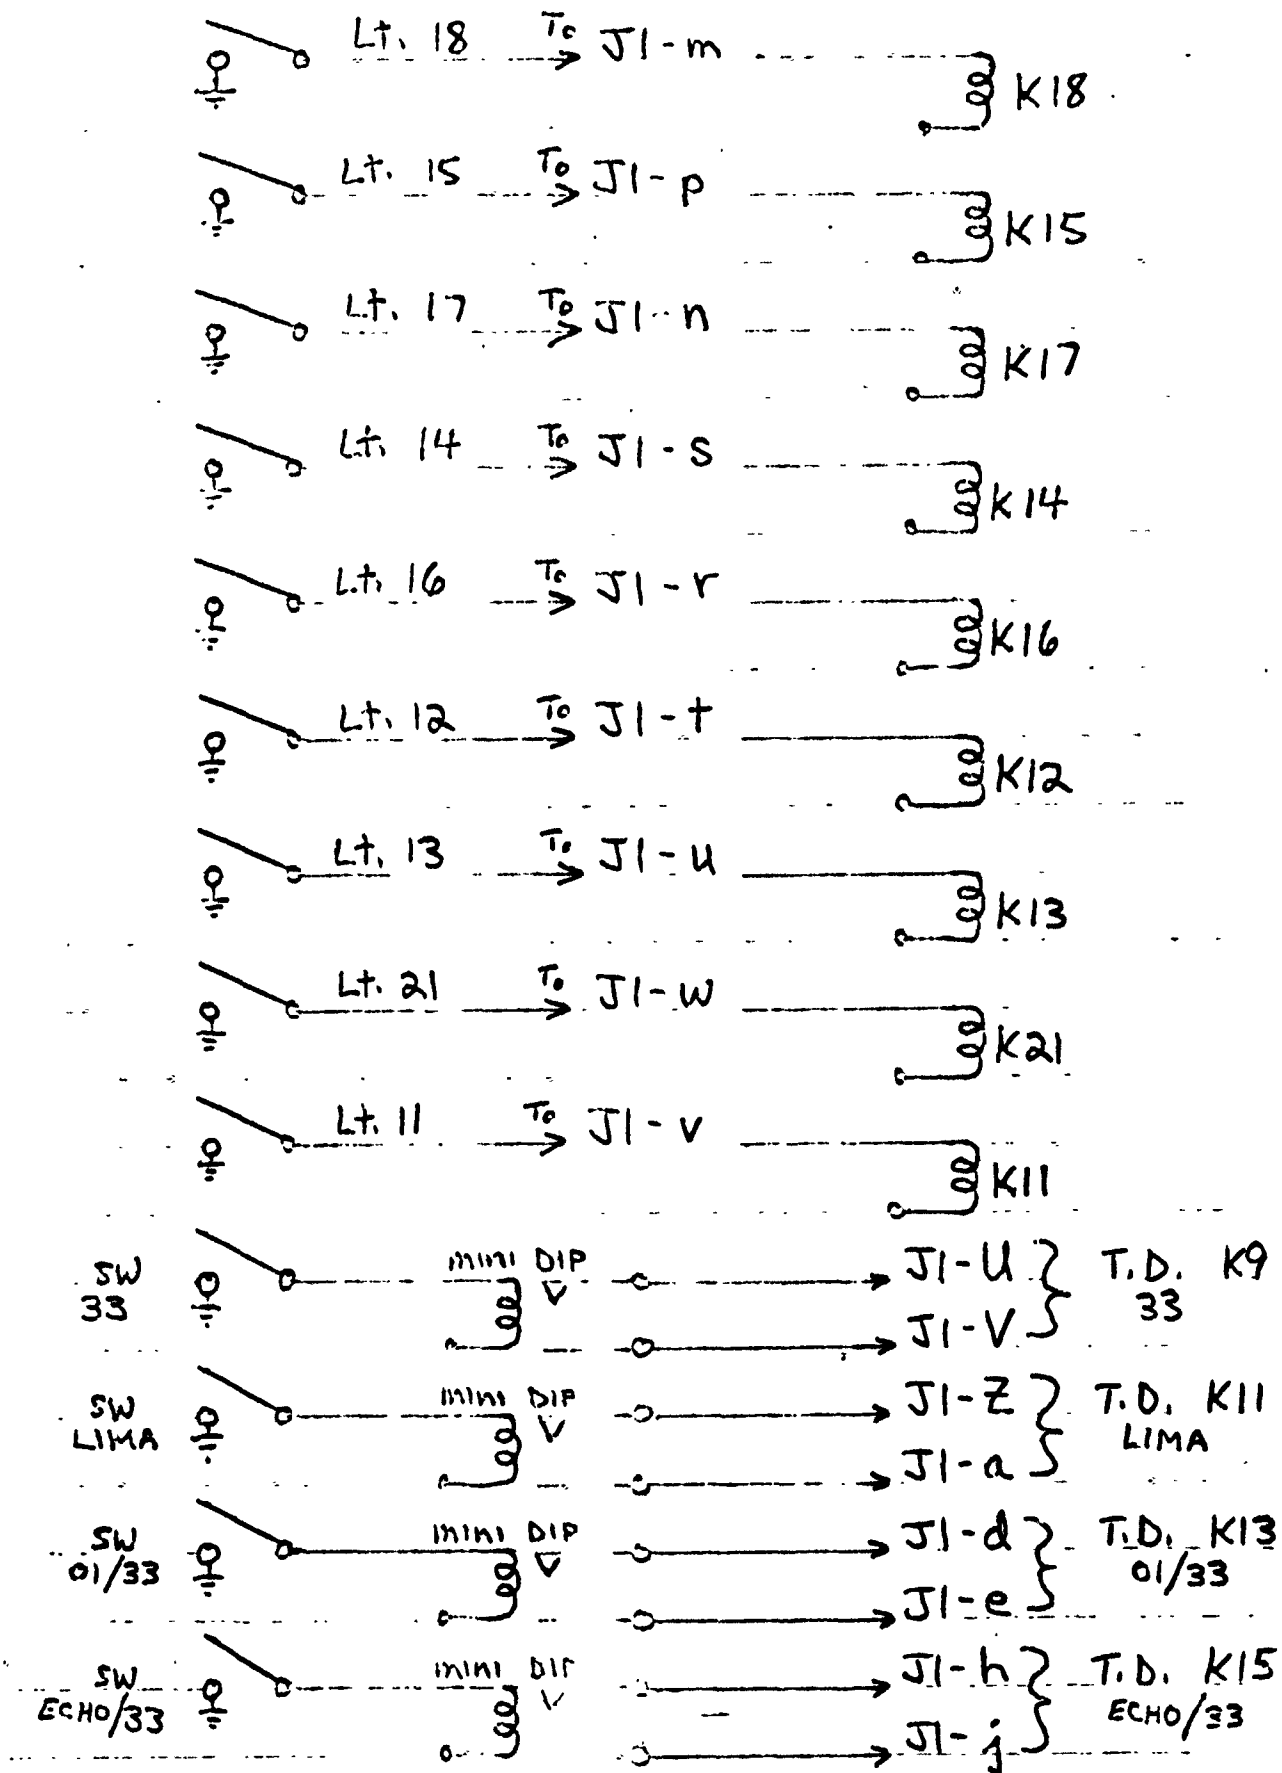 Lt. 18 To J1-m K18
Lt. 15 To J1-p K15
Lt. 17 To J1-n K17
Lt. 14 To J1-s K14
Lt. 16 To J1-r K16
Lt. 12 To J1-t K12
Lt. 13 To J1-u K13
Lt. 21 To J1-w K21
Lt. 11 To J1-v K11
SW mini DIP J1-U T.D. K9
33 33
J1-V
SW mini DIP J1-Z T.D. K11
LIMA LIMA
J1-a
SW mini DIP J1-d T.D. K13
01/33 01/33
J1-e
SW mini DIP J1-h T.D. K15
ECHO/33 ECHO/33
J1-j